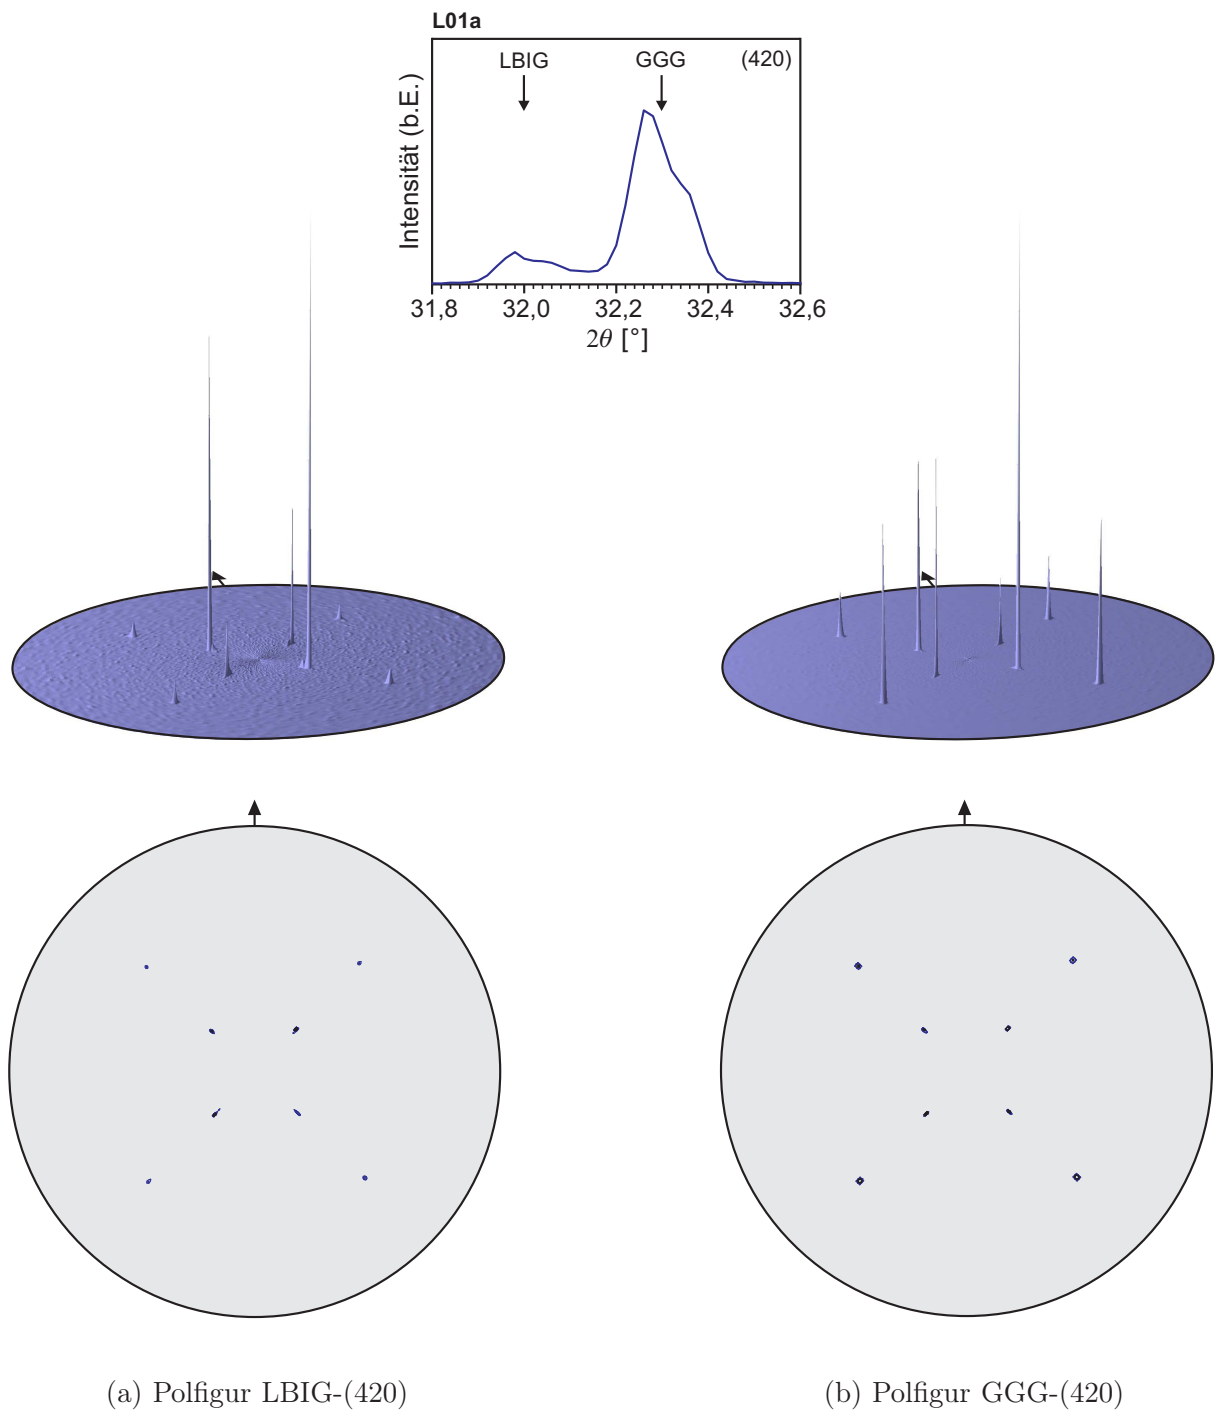 L01a
LBIG GGG (420)
Intensität (b.E.)
31,8 32,0 32,2 32,4 32,6
2θ [°]
(a) Polfigur LBIG-(420)
(b) Polfigur GGG-(420)